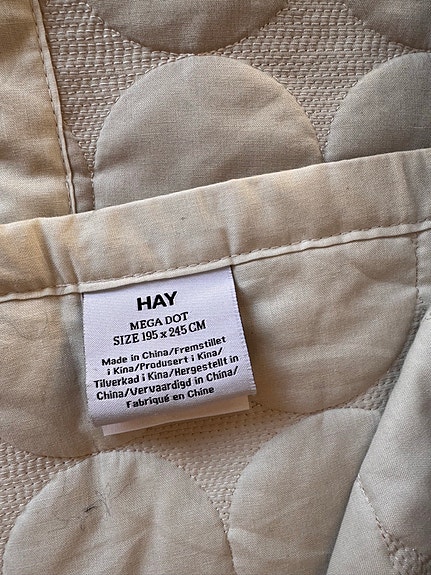 HAY
MEGA DOT
SIZE 195 x 245 CM
Made in China/Fremstillet
i Kina/Produsert i Kina/
Tilverkad i Kina/Hergestellt in
China/Vervaardigd in China/
Fabriqué en Chine